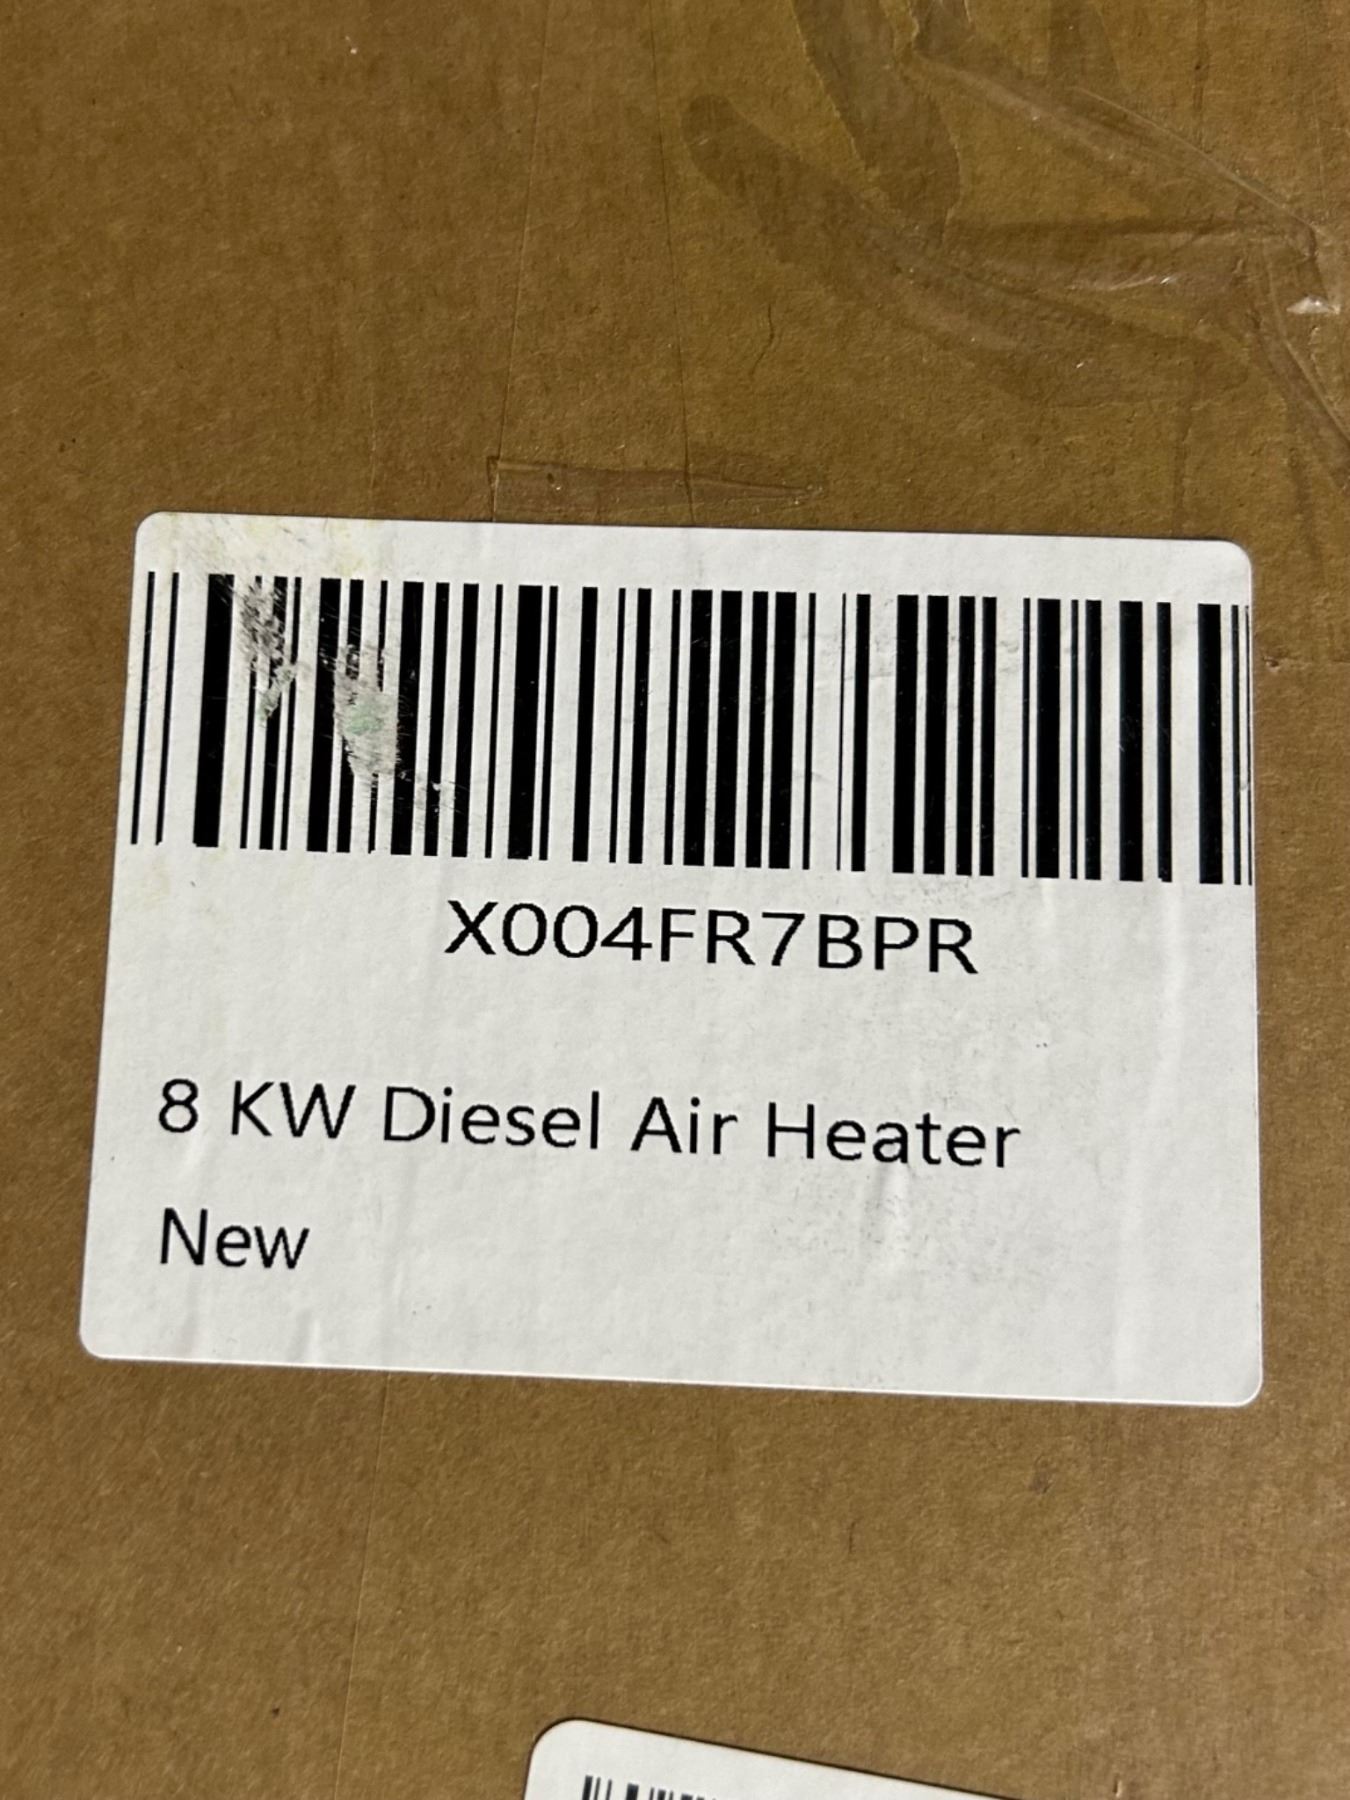 X004FR7BPR
8 KW Diesel Air Heater
New